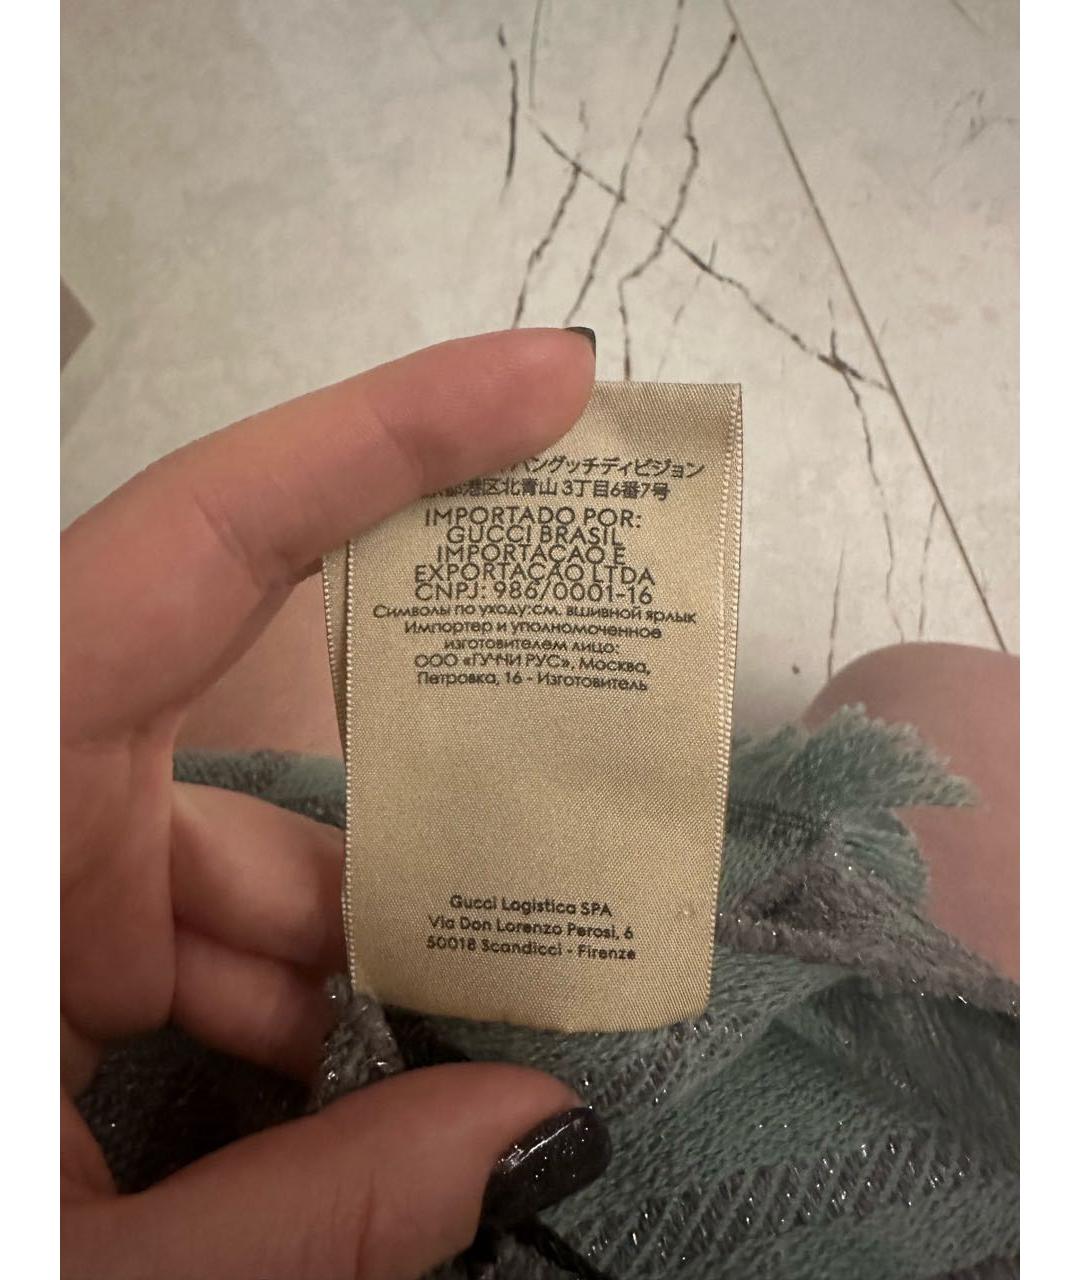 パングッチディビジョン
京都港区北青山 3丁目6番7号
IMPORTADO POR:
GUCCI BRASIL
IMPORTACAO E
EXPORTAÇÃO LTDA
CNPJ: 986/0001-16
Символы по уходу:см. вшивной ярлык
Импортер и уполномоченное
изготовителем лицо:
ООО «ГУЧЧИ РУС», Москва,
Петровка, 16 - Изготовитель
Gucci Logistica SPA
Via Don Lorenzo Perosi, 6
50018 Scandicci - Firenze